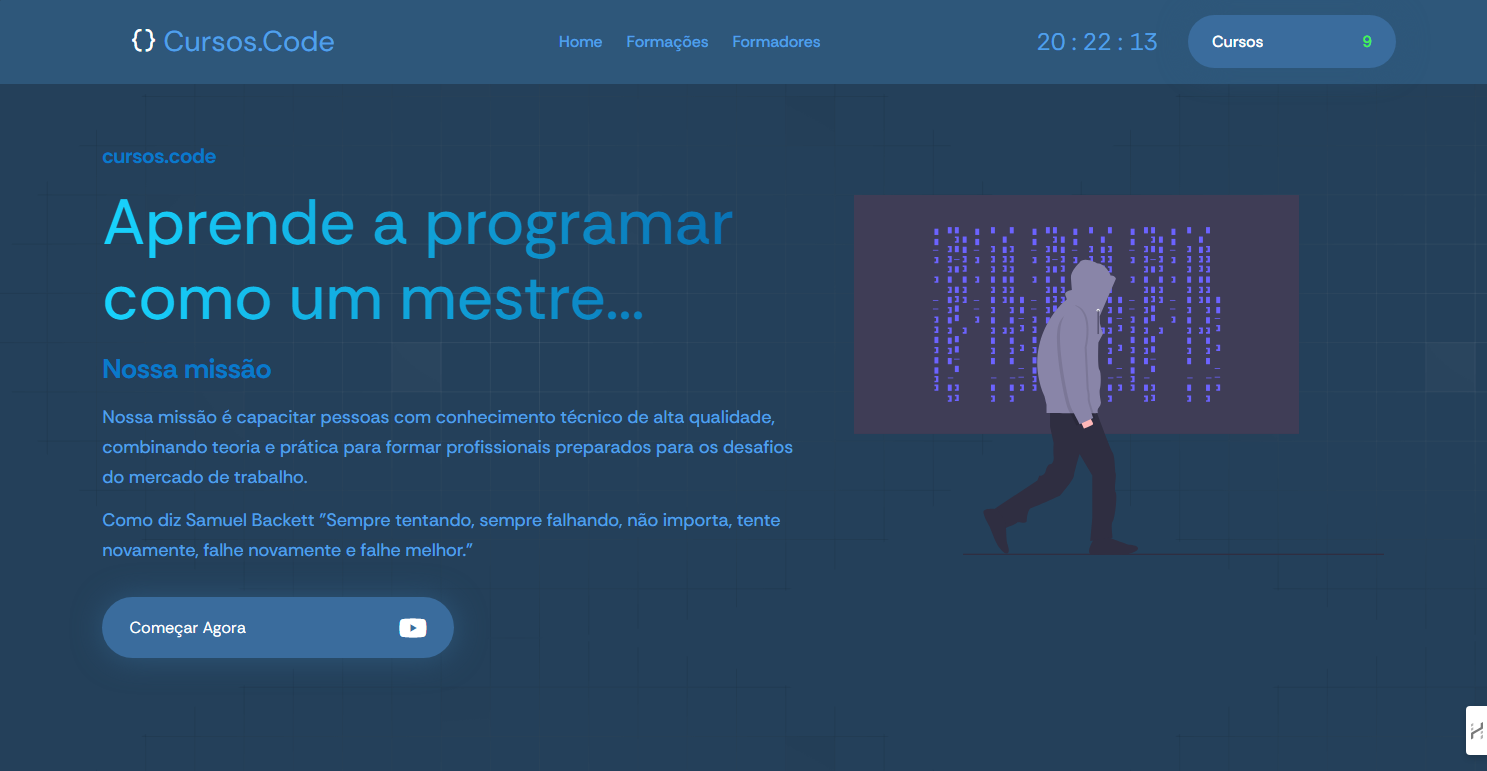 {} Cursos.Code
Home Formações Formadores
20 : 22 : 13
Cursos 9
cursos.code
Aprende a programar
como um mestre...
Nossa missão
Nossa missão é capacitar pessoas com conhecimento técnico de alta qualidade,
combinando teoria e prática para formar profissionais preparados para os desafios
do mercado de trabalho.
Como diz Samuel Backett "Sempre tentando, sempre falhando, não importa, tente
novamente, falhe novamente e falhe melhor."
Começar Agora